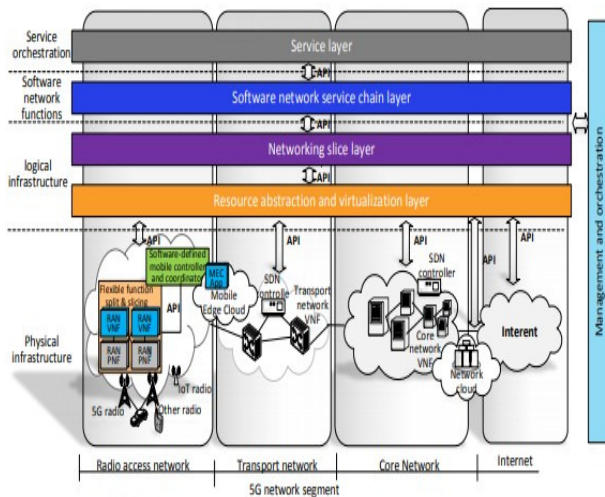 Service
orchestration
Service layer
API
Software
network
functions
Software network service chain layer
API
logical
infrastructure
Networking slice layer
API
Resource abstraction and virtualization layer
API
API
API
API
API
Management and orchestration
Software-defined
mobile controller
and coordinator
Flexible function
split & slicing
API
RAN
VNF
RAN
VNF
RAN
PNF
RAN
PNF
MEC
App
Mobile
Edge Cloud
SDN
controlle
Transport
network
VNF
SDN
controller
Core
network
VNF
Network
cloud
Interent
Physical
infrastructure
IoT radio
5G radio
Other radio
Radio access network
Transport network
Core Network
Internet
5G network segment